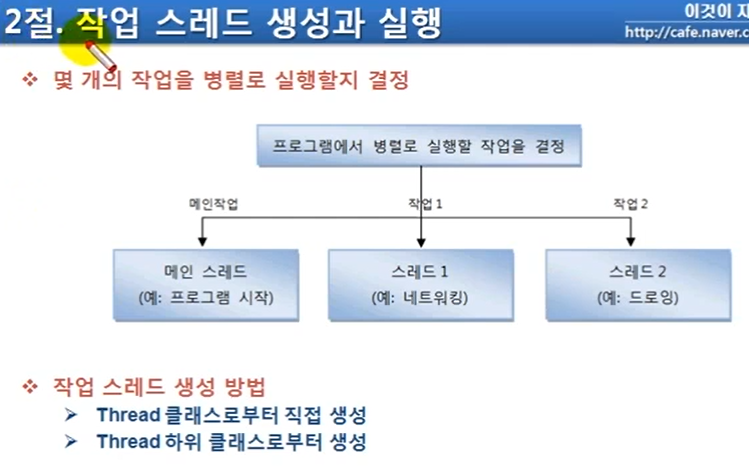 2절. 작업 스레드 생성과 실행
이것이
http://cafe.naver.c
❖ 몇 개의 작업을 병렬로 실행할지 결정
프로그램에서 병렬로 실행할 작업을 결정
메인작업
작업 1
작업 2
메인 스레드
(예: 프로그램 시작)
스레드 1
(예: 네트워킹)
스레드 2
(예: 드로잉)
❖ 작업 스레드 생성 방법
➢ Thread 클래스로부터 직접 생성
➢ Thread 하위 클래스로부터 생성